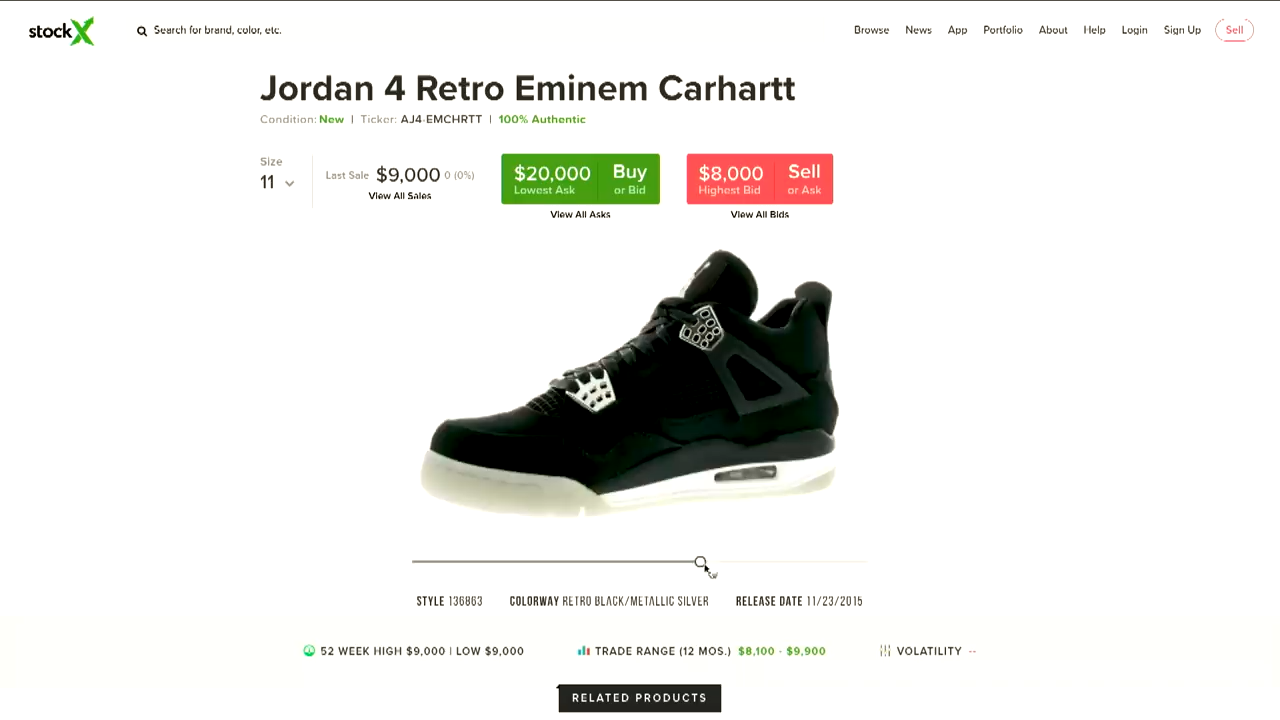 stockX
Search for brand, color, etc.
Browse News App Portfolio About Help Login Sign Up Sell
Jordan 4 Retro Eminem Carhartt
Condition: New | Ticker: AJ4-EMCHRTT | 100% Authentic
Size
11
Last Sale $9,000 0 (0%)
View All Sales
$20,000 Buy
Lowest Ask or Bid
View All Asks
$8,000 Sell
Highest Bid or Ask
View All Bids
STYLE 136863 COLORWAY RETRO BLACK/METALLIC SILVER RELEASE DATE 11/23/2015
52 WEEK HIGH $9,000 | LOW $9,000 TRADE RANGE (12 MOS.) $8,100 - $9,900 VOLATILITY --
RELATED PRODUCTS